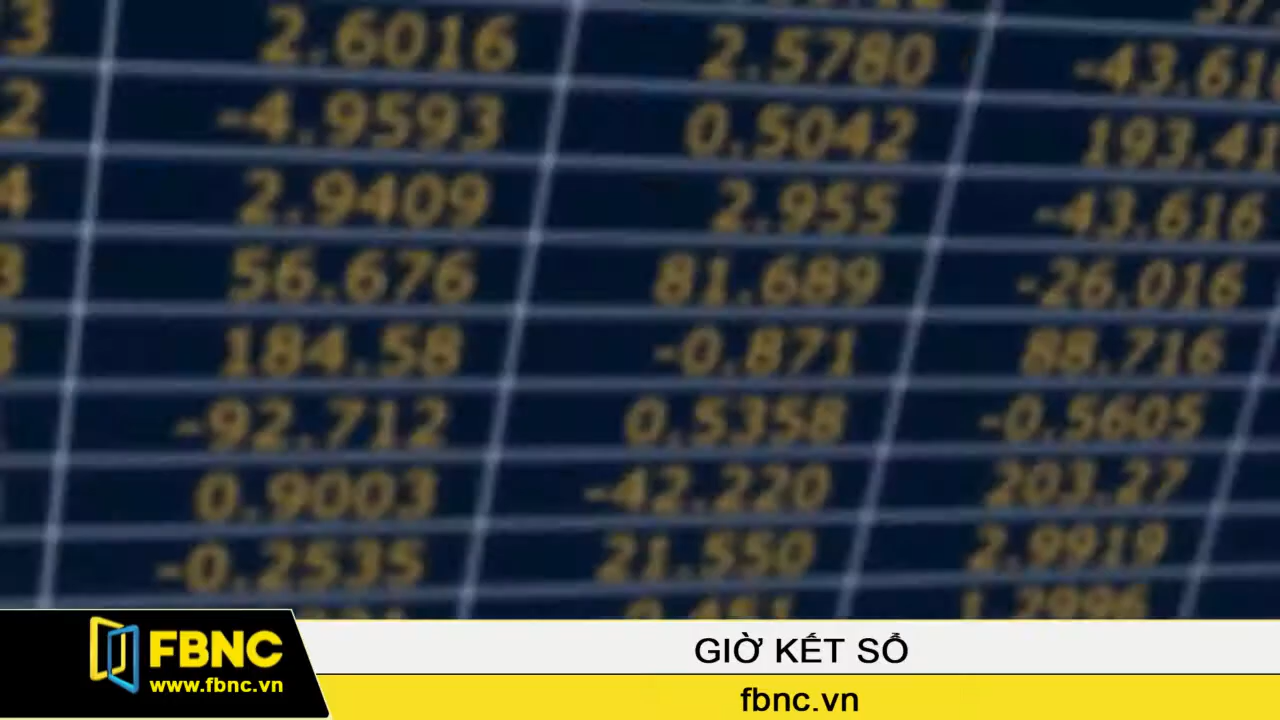 2.6016 2.5780
-4.9593 0.5042
2.9409 2.955 -43.616
56.676 81.689 -26.016
184.58 -0.871 88.716
-92.712 0.5358 -0.5605
0.9003 -42.220 203.27
-0.2535 21.550 2.9919
FBNC
www.fbnc.vn
GIỜ KẾT SỔ
fbnc.vn